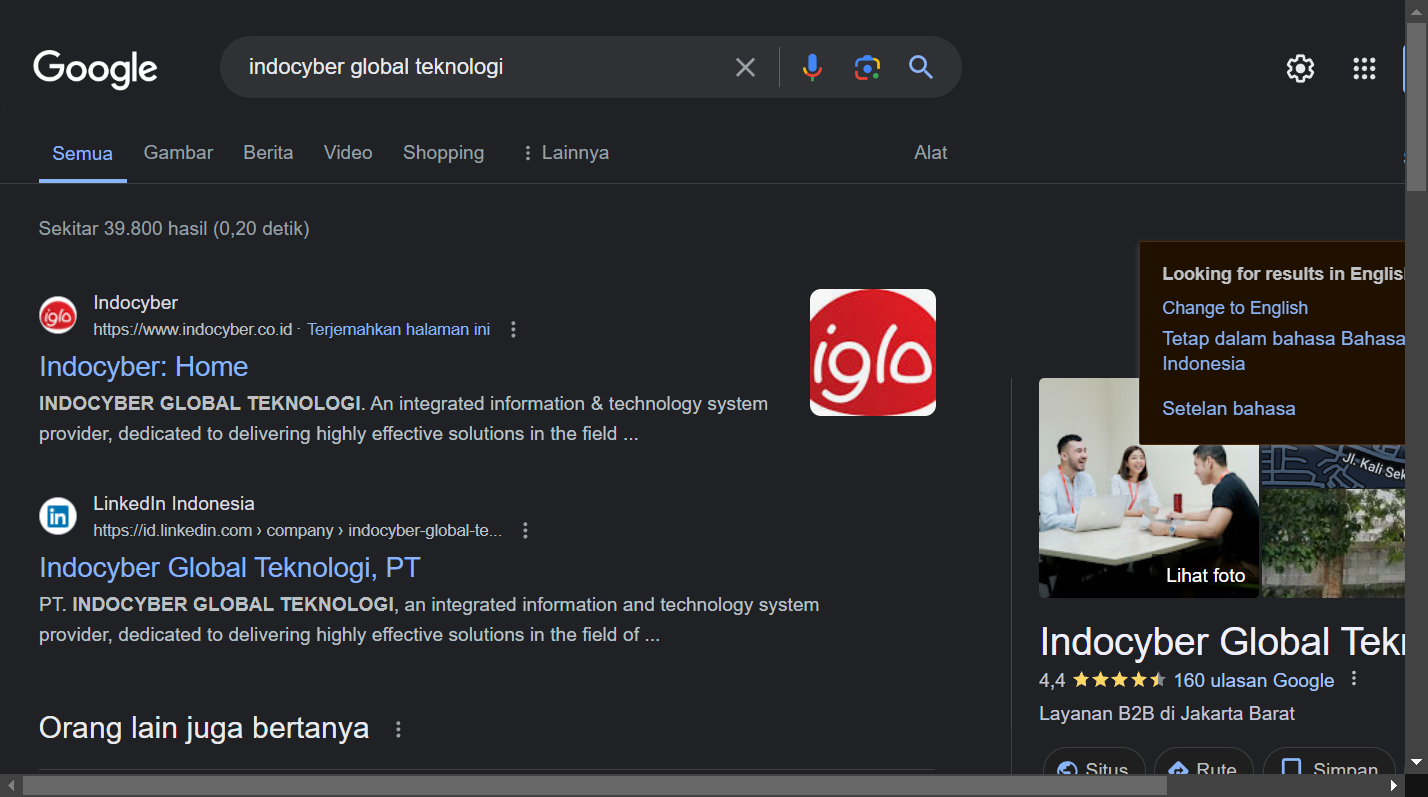 Google
indocyber global teknologi
Semua
Gambar
Berita
Video
Shopping
Lainnya
Alat
Sekitar 39.800 hasil (0,20 detik)
iglo
Indocyber
https://www.indocyber.co.id · Terjemahkan halaman ini
Indocyber: Home
INDOCYBER GLOBAL TEKNOLOGI. An integrated information & technology system
provider, dedicated to delivering highly effective solutions in the field ...
iglo
in
LinkedIn Indonesia
https://id.linkedin.com › company › indocyber-global-te...
Indocyber Global Teknologi, PT
PT. INDOCYBER GLOBAL TEKNOLOGI, an integrated information and technology system
provider, dedicated to delivering highly effective solutions in the field of ...
Orang lain juga bertanya
Looking for results in English
Change to English
Tetap dalam bahasa Bahasa
Indonesia
Setelan bahasa
Jl. Kali Sek
Lihat foto
Indocyber Global Tek
4,4
160 ulasan Google
Layanan B2B di Jakarta Barat
Situs
Rute
Simpan